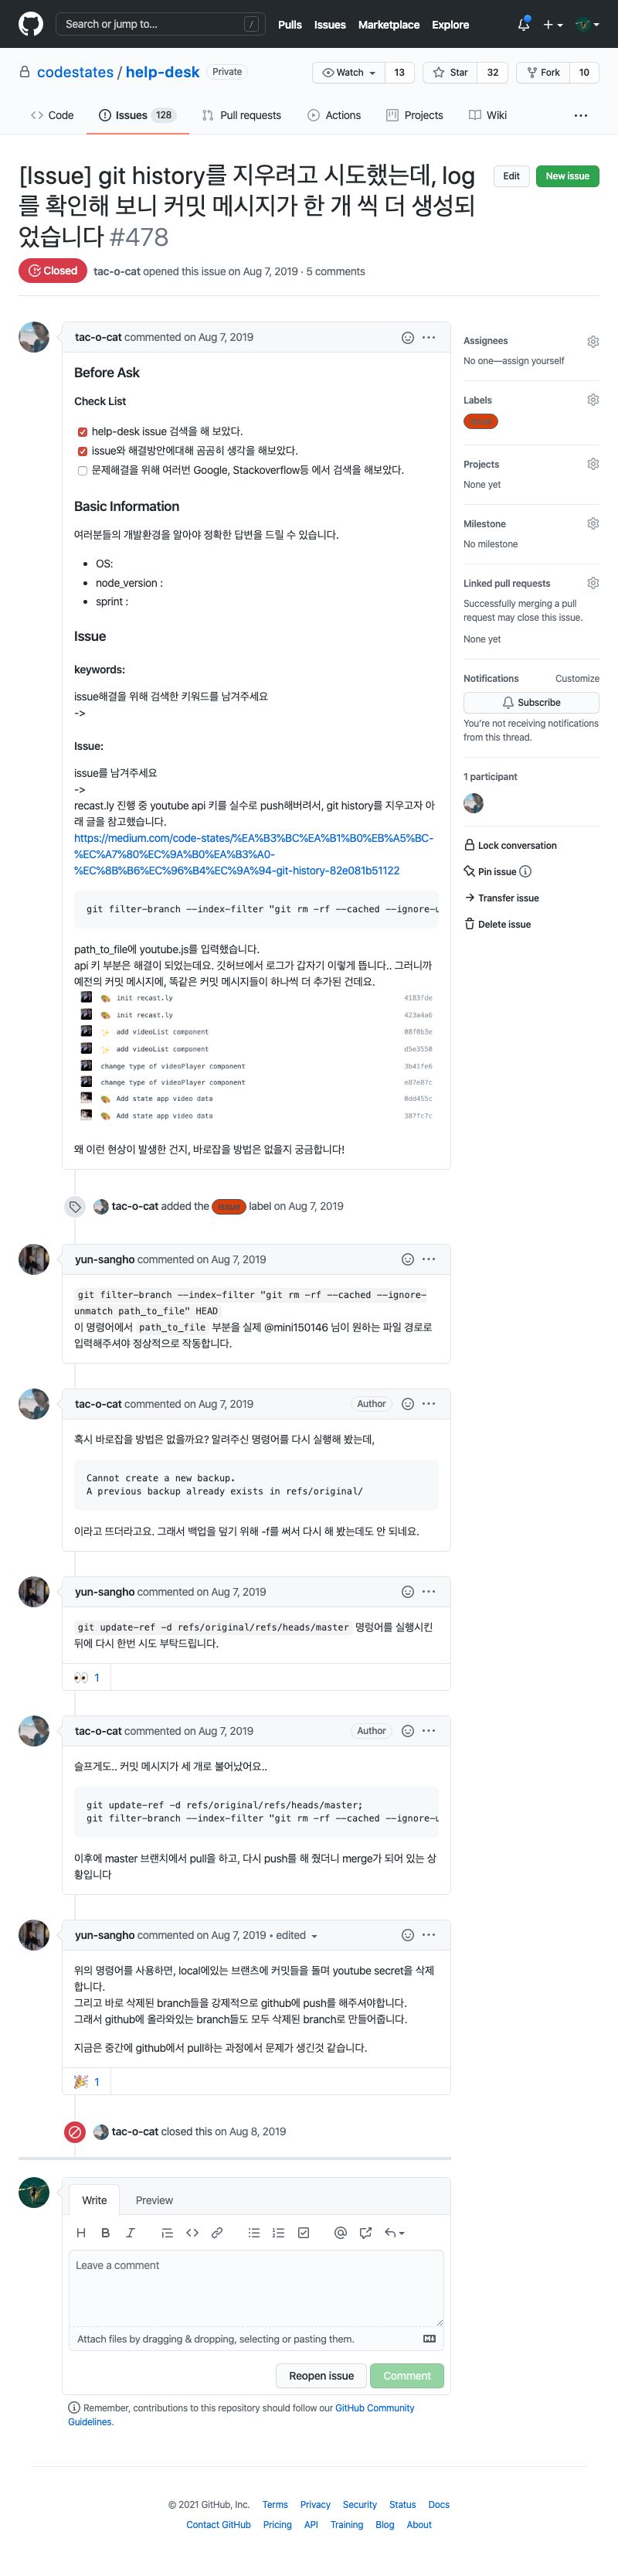 Search or jump to...
/
Pulls Issues Marketplace Explore
codestates / help-desk Private
Watch 13 Star 32 Fork 10
Code Issues 128 Pull requests Actions Projects Wiki
[Issue] git history를 지우려고 시도했는데, log
를 확인해 보니 커밋 메시지가 한 개 씩 더 생성되
었습니다 #478
Edit New issue
Closed tac-o-cat opened this issue on Aug 7, 2019 · 5 comments
tac-o-cat commented on Aug 7, 2019
Before Ask
Check List
help-desk issue 검색을 해 보았다.
issue와 해결방안에대해 곰곰히 생각을 해보았다.
문제해결을 위해 여러번 Google, Stackoverflow등 에서 검색을 해보았다.
Basic Information
여러분들의 개발환경을 알아야 정확한 답변을 드릴 수 있습니다.
OS:
node_version :
sprint :
Issue
keywords:
issue해결을 위해 검색한 키워드를 남겨주세요
->
Issue:
issue를 남겨주세요
->
recast.ly 진행 중 youtube api 키를 실수로 push해버려서, git history를 지우고자 아
래 글을 참고했습니다.
https://medium.com/code-states/%EA%B3%BC%EA%B1%B0%EB%A5%BC-
%EC%A7%80%EC%9A%B0%EA%B3%A0-
%EC%8B%B6%EC%96%B4%EC%9A%94-git-history-82e081b51122
git filter-branch --index-filter "git rm -rf --cached --ignore-u
path_to_file에 youtube.js를 입력했습니다.
api 키 부분은 해결이 되었는데요. 깃허브에서 로그가 갑자기 이렇게 뜹니다.. 그러니까
예전의 커밋 메시지에, 똑같은 커밋 메시지들이 하나씩 더 추가된 건데요.
init recast.ly 4183fde
init recast.ly 423a4a6
add videoList component 08f0b3e
add videoList component d5e3550
change type of videoPlayer component 3b41fe6
change type of videoPlayer component e87e87c
Add state app video data 0dd455c
Add state app video data 387fc7c
왜 이런 현상이 발생한 건지, 바로잡을 방법은 없을지 궁금합니다!
Assignees
No one—assign yourself
Labels
issue
Projects
None yet
Milestone
No milestone
Linked pull requests
Successfully merging a pull
request may close this issue.
None yet
Notifications Customize
Subscribe
You're not receiving notifications
from this thread.
1 participant
Lock conversation
Pin issue
Transfer issue
Delete issue
tac-o-cat added the issue label on Aug 7, 2019
yun-sangho commented on Aug 7, 2019
git filter-branch --index-filter "git rm -rf --cached --ignore-
unmatch path_to_file" HEAD
이 명령어에서 path_to_file 부분을 실제 @mini150146 님이 원하는 파일 경로로
입력해주셔야 정상적으로 작동합니다.
tac-o-cat commented on Aug 7, 2019 Author
혹시 바로잡을 방법은 없을까요? 알려주신 명령어를 다시 실행해 봤는데,
Cannot create a new backup.
A previous backup already exists in refs/original/
이라고 뜨더라고요. 그래서 백업을 덮기 위해 -f를 써서 다시 해 봤는데도 안 되네요.
yun-sangho commented on Aug 7, 2019
git update-ref -d refs/original/refs/heads/master 명렁어를 실행시킨
뒤에 다시 한번 시도 부탁드립니다.
1
tac-o-cat commented on Aug 7, 2019 Author
슬프게도.. 커밋 메시지가 세 개로 불어났어요..
git update-ref -d refs/original/refs/heads/master;
git filter-branch --index-filter "git rm -rf --cached --ignore-u
이후에 master 브랜치에서 pull을 하고, 다시 push를 해 줬더니 merge가 되어 있는 상
황입니다
yun-sangho commented on Aug 7, 2019 • edited
위의 명령어를 사용하면, local에있는 브랜츠에 커밋들을 돌며 youtube secret을 삭제
합니다.
그리고 바로 삭제된 branch들을 강제적으로 github에 push를 해주셔야합니다.
그래서 github에 올라와있는 branch들도 모두 삭제된 branch로 만들어줍니다.
지금은 중간에 github에서 pull하는 과정에서 문제가 생긴것 같습니다.
1
tac-o-cat closed this on Aug 8, 2019
Write Preview
Leave a comment
Attach files by dragging & dropping, selecting or pasting them.
Reopen issue Comment
Remember, contributions to this repository should follow our GitHub Community
Guidelines.
© 2021 GitHub, Inc. Terms Privacy Security Status Docs
Contact GitHub Pricing API Training Blog About